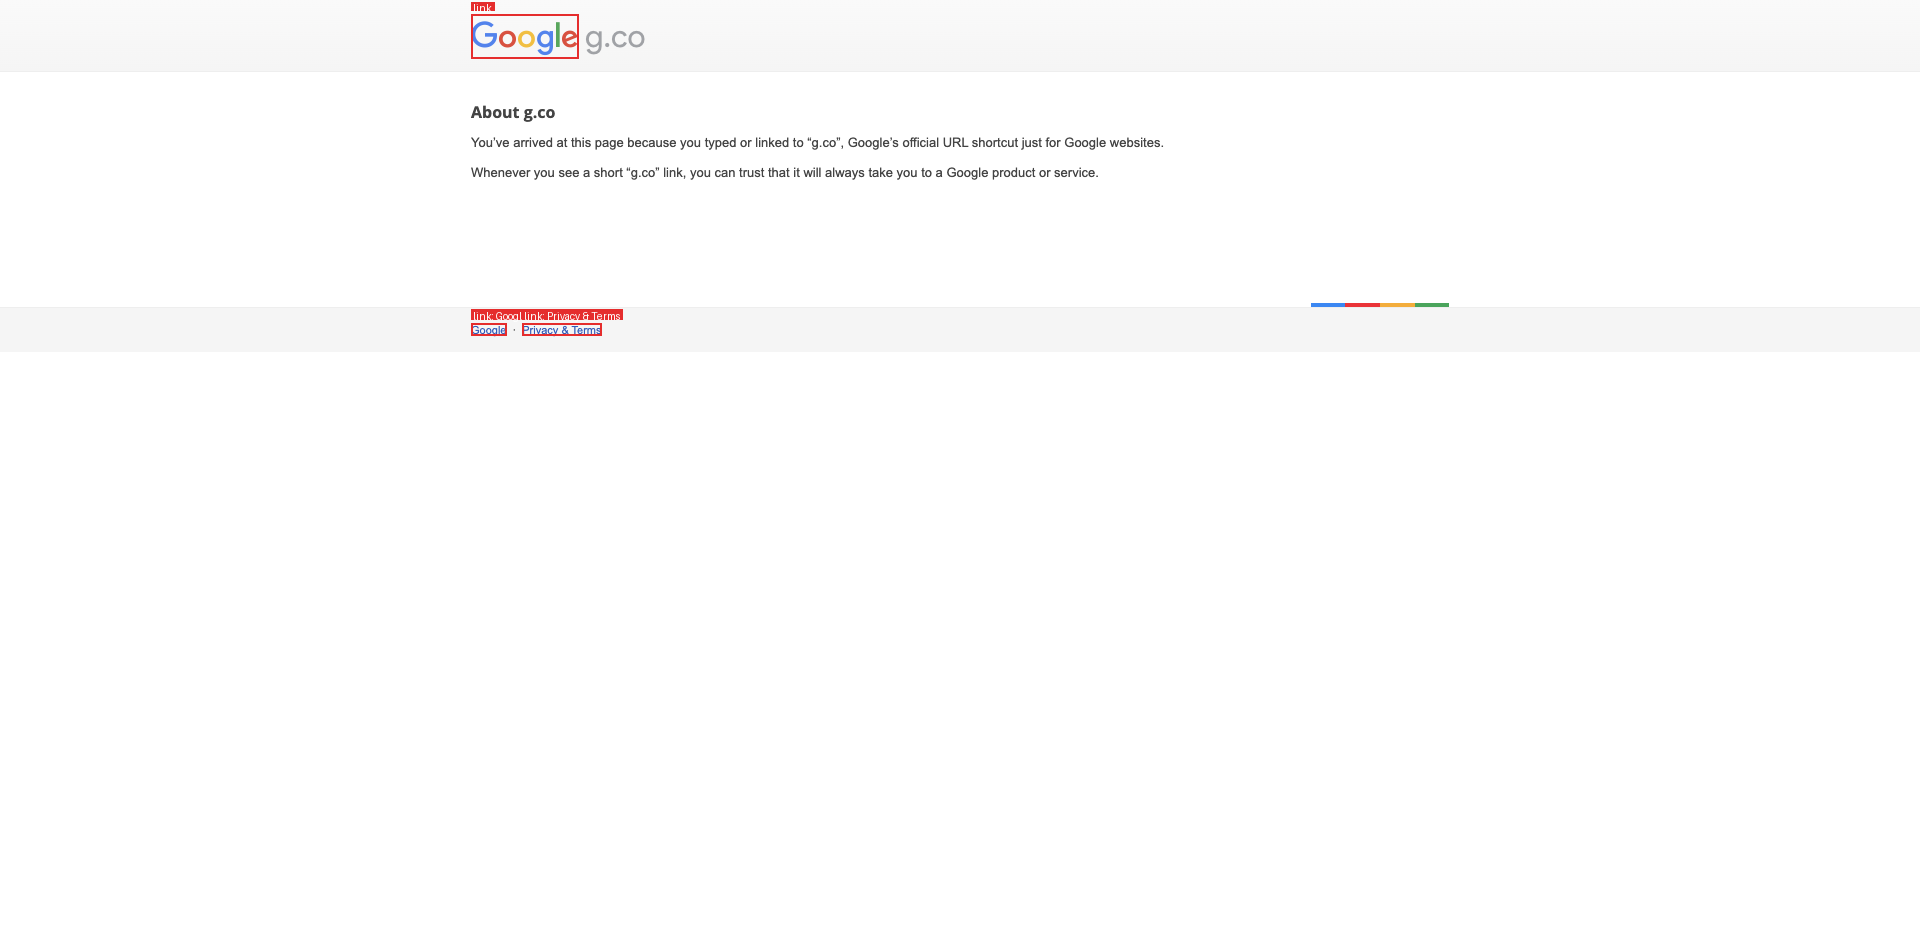 link:
Google g.co
About g.co
You’ve arrived at this page because you typed or linked to “g.co”, Google’s official URL shortcut just for Google websites.
Whenever you see a short “g.co” link, you can trust that it will always take you to a Google product or service.
link: Googl link: Privacy & Terms
Google · Privacy & Terms